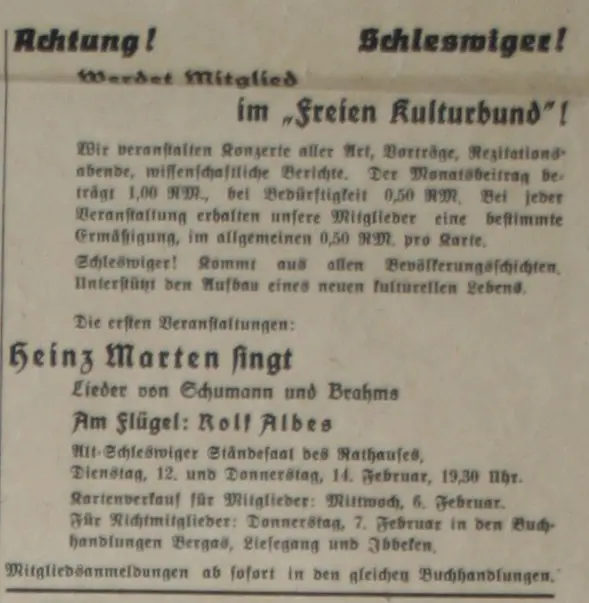 Achtung! Schleswiger!
Werdet Mitglied
im „Freien Kulturbund"!
Wir veranstalten Konzerte aller Art, Vorträge, Rezitations-
abende, wissenschaftliche Berichte. Der Monatsbeitrag be-
trägt 1,00 RM., bei Bedürftigkeit 0,50 RM. Bei jeder
Veranstaltung erhalten unsere Mitglieder eine bestimmte
Ermäßigung, im allgemeinen 0,50 RM. pro Karte.
Schleswiger! Kommt aus allen Bevölkerungsschichten.
Unterstützt den Aufbau eines neuen kulturellen Lebens.
Die ersten Veranstaltungen:
Heinz Marten singt
Lieder von Schumann und Brahms
Am Flügel: Rolf Albes
Alt-Schleswiger Ständesaal des Rathauses,
Dienstag, 12. und Donnerstag, 14. Februar, 19,30 Uhr.
Kartenverkauf für Mitglieder: Mittwoch, 6. Februar.
Für Nichtmitglieder: Donnerstag, 7. Februar in den Buch-
handlungen Bergas, Liesegang und Ibbeken.
Mitgliedsanmeldungen ab sofort in den gleichen Buchhandlungen.